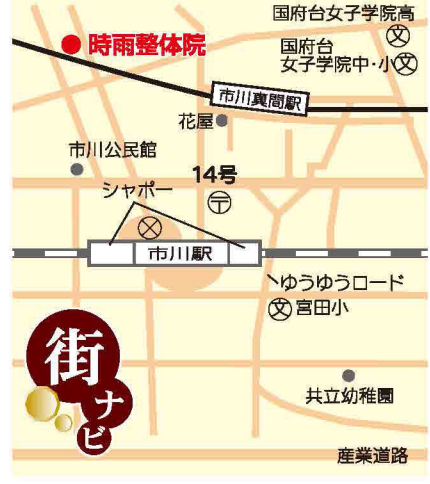 国府台女子学院高
文
時雨整体院
国府台
女子学院中・小
文
市川真間駅
花屋
市川公民館
14号
シャポー
〒
市川駅
ゆうゆうロード
文
宮田小
街
ナ
ビ
共立幼稚園
産業道路